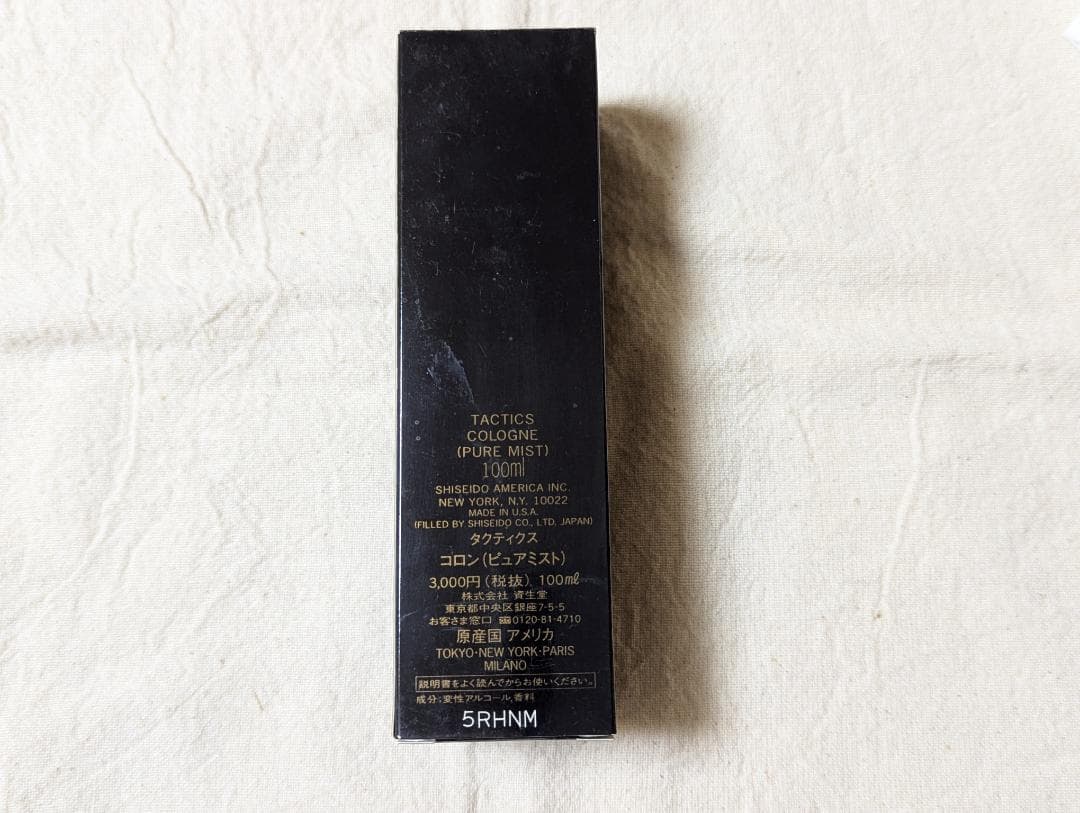 TACTICS
COLOGNE
(PURE MIST)
100ml
SHISEIDO AMERICA INC.
NEW YORK, N.Y. 10022
MADE IN U.S.A.
(FILLED BY SHISEIDO CO., LTD. JAPAN)
タクティクス
コロン(ピュアミスト)
3,000円(税抜) 100ml
株式会社 資生堂
東京都中央区銀座7-5-5
お客さま窓口 0120-81-4710
原産国 アメリカ
TOKYO·NEW YORK·PARIS
MILANO
説明書をよく読んでからお使いください。
成分:変性アルコール,香料
5RHNM